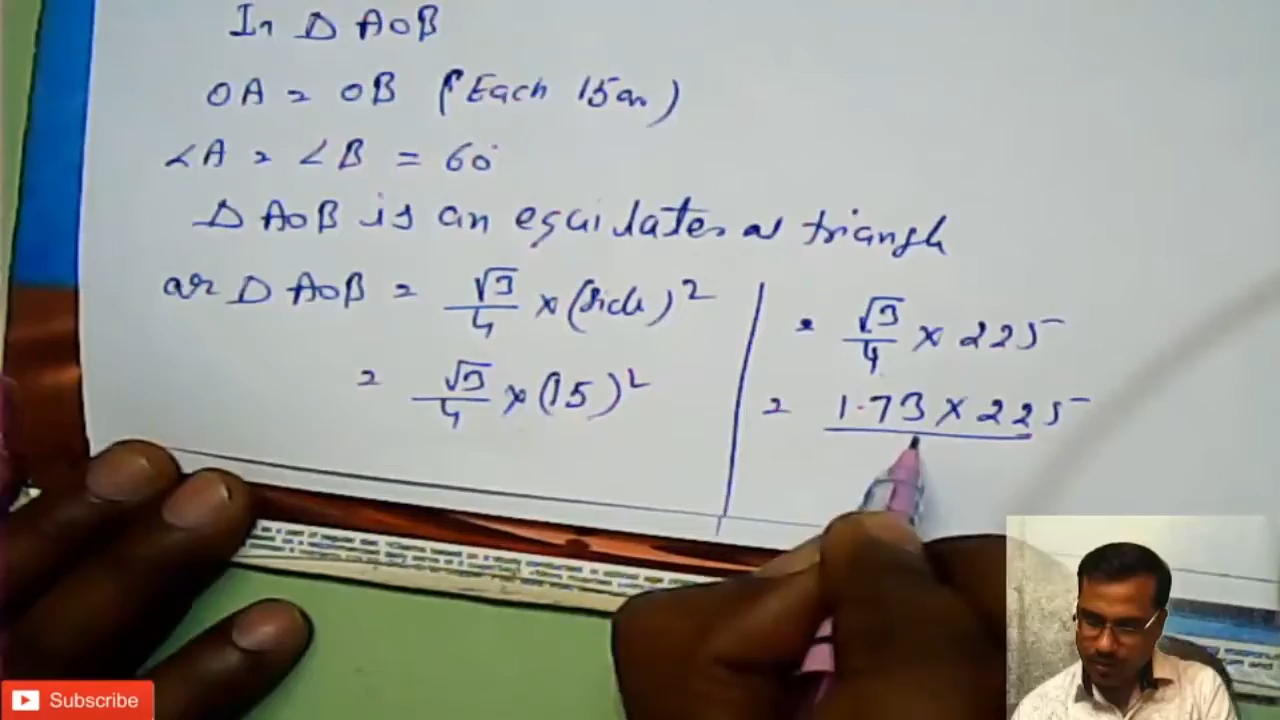 In Δ AOB
OA = OB (Each 15cm)
∠A = ∠B = 60°
Δ AOB is an equilateral triangle
ar Δ AOB = √3/4 × (side)²
= √3/4 × (15)²
= √3/4 × 225
= 1.73 × 225
Subscribe